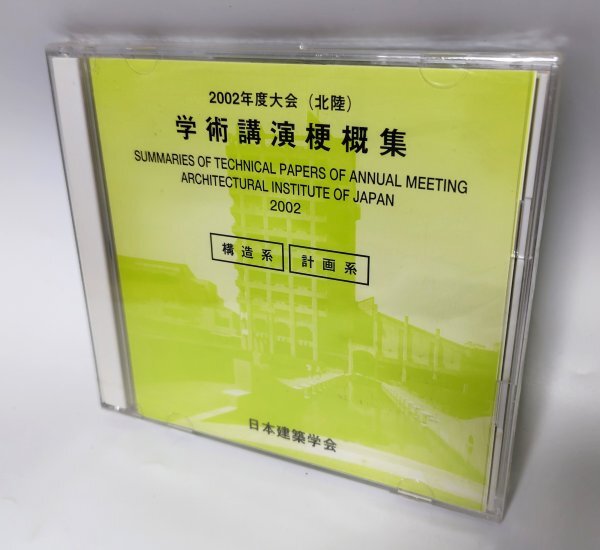 2002年度大会（北陸）
学術講演梗概集
SUMMARIES OF TECHNICAL PAPERS OF ANNUAL MEETING
ARCHITECTURAL INSTITUTE OF JAPAN
2002
構造系 計画系
日本建築学会